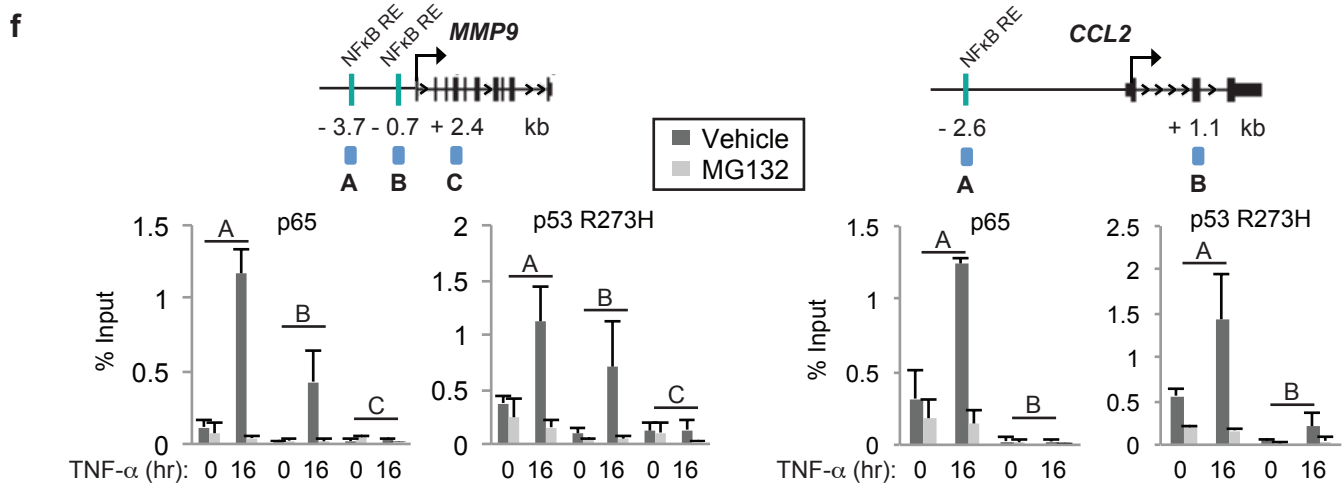 f
NFκB RE NFκB RE MMP9
- 3.7 - 0.7 + 2.4 kb
A B C
Vehicle
MG132
NFκB RE CCL2
- 2.6 + 1.1 kb
A B
p65
% Input
1.5
1
0.5
0
A
B
C
TNF-α (hr): 0 16 0 16 0 16
p53 R273H
2
1.5
1
0.5
0
A
B
C
0 16 0 16 0 16
p65
% Input
1.5
1
0.5
0
A
B
TNF-α (hr): 0 16 0 16
p53 R273H
2.5
2
1.5
1
0.5
0
A
B
0 16 0 16